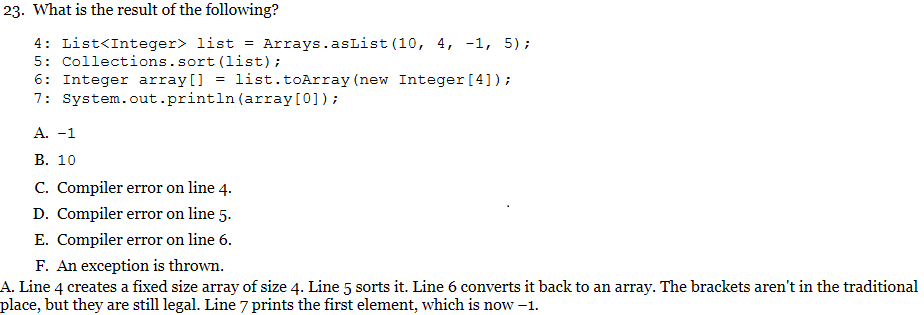 23. What is the result of the following?
4: List<Integer> list = Arrays.asList(10, 4, -1, 5);
5: Collections.sort(list);
6: Integer array[] = list.toArray(new Integer[4]);
7: System.out.println(array[0]);
A. -1
B. 10
C. Compiler error on line 4.
D. Compiler error on line 5.
E. Compiler error on line 6.
F. An exception is thrown.
A. Line 4 creates a fixed size array of size 4. Line 5 sorts it. Line 6 converts it back to an array. The brackets aren't in the traditional
place, but they are still legal. Line 7 prints the first element, which is now –1.